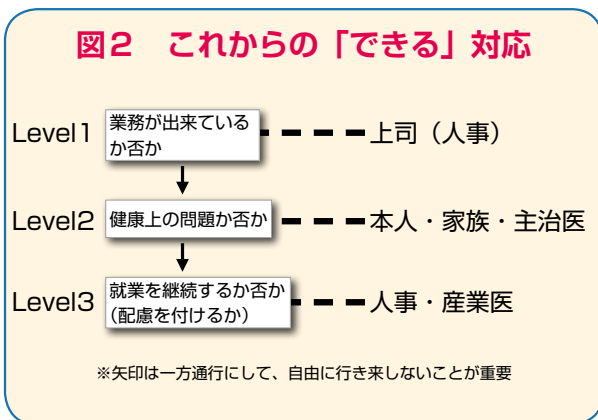 図2　これからの「できる」対応
Level1 業務が出来ている
か否か
上司（人事）
Level2 健康上の問題か否か 本人・家族・主治医
Level3 就業を継続するか否か
（配慮を付けるか）
人事・産業医
※矢印は一方通行にして、自由に行き来しないことが重要